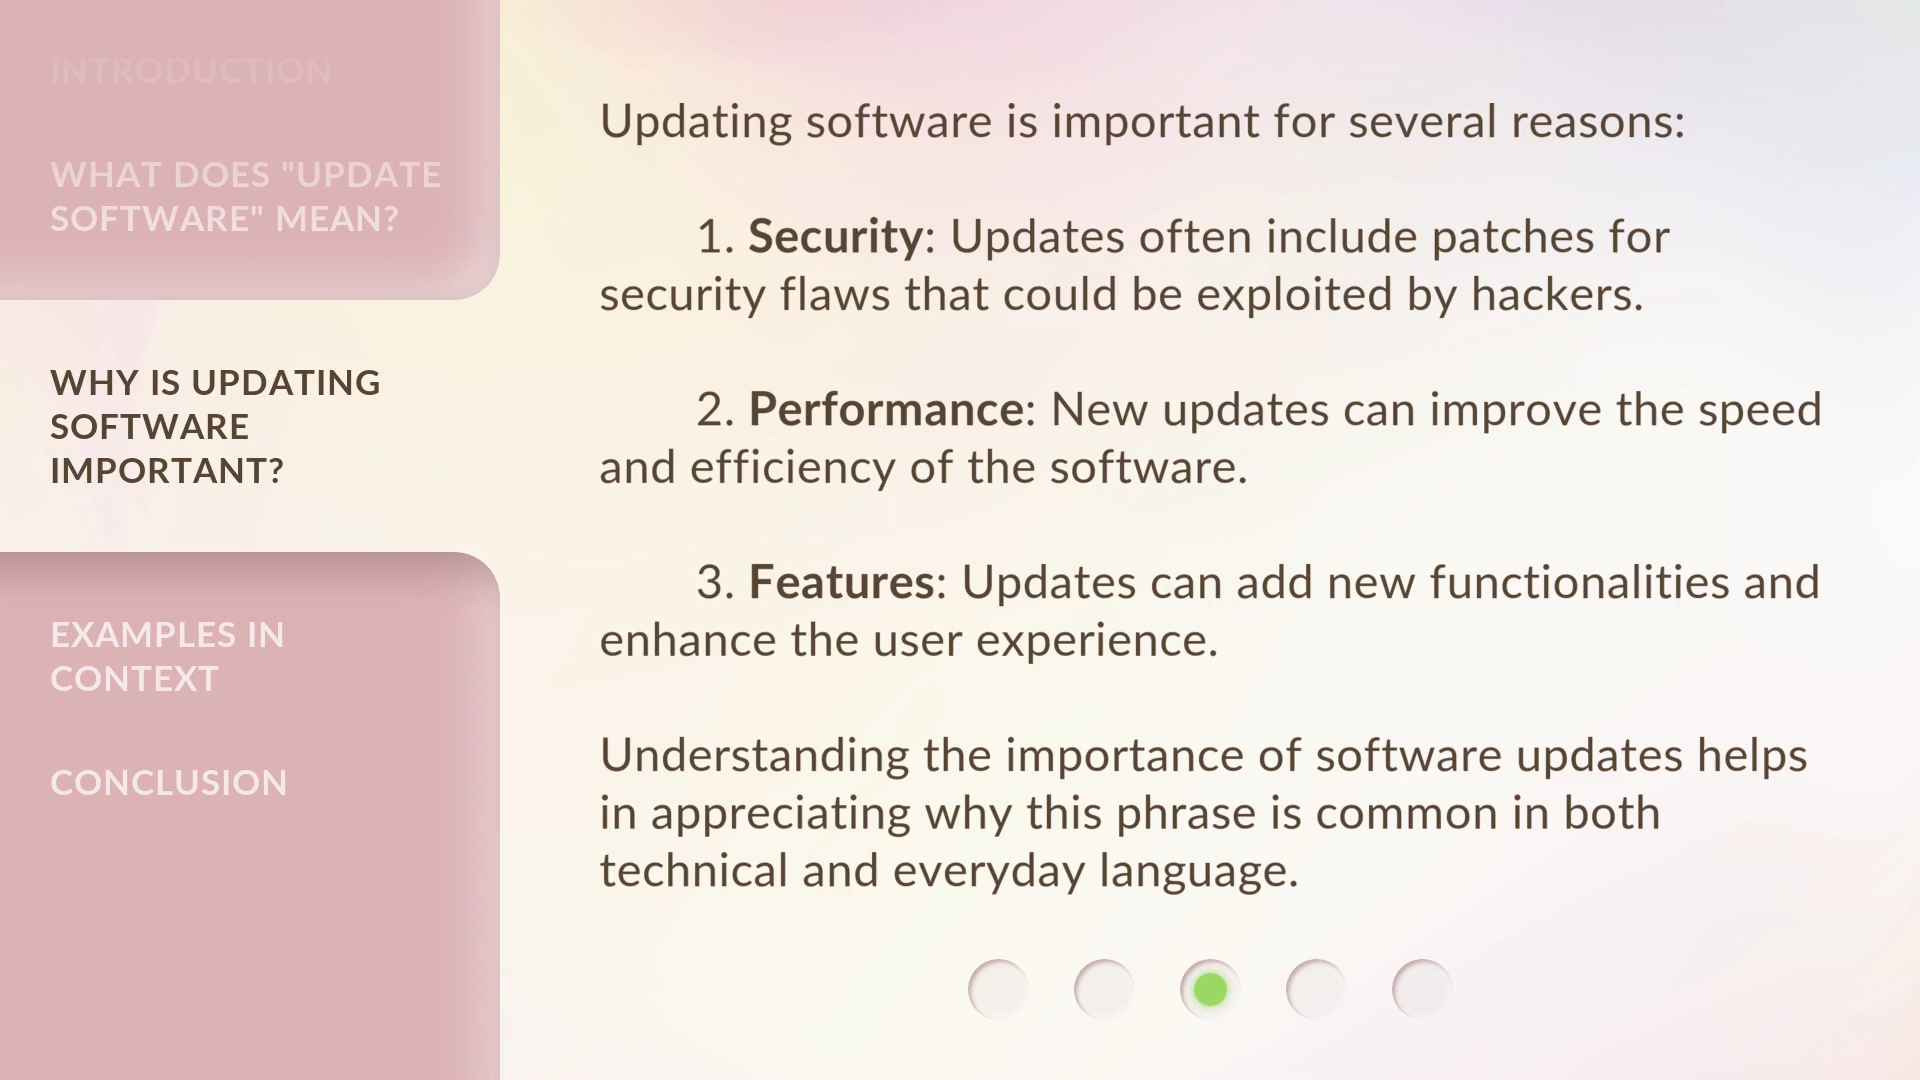 INTRODUCTION
WHAT DOES "UPDATE
SOFTWARE" MEAN?
WHY IS UPDATING
SOFTWARE
IMPORTANT?
EXAMPLES IN
CONTEXT
CONCLUSION
Updating software is important for several reasons:
1. Security: Updates often include patches for
security flaws that could be exploited by hackers.
2. Performance: New updates can improve the speed
and efficiency of the software.
3. Features: Updates can add new functionalities and
enhance the user experience.
Understanding the importance of software updates helps
in appreciating why this phrase is common in both
technical and everyday language.